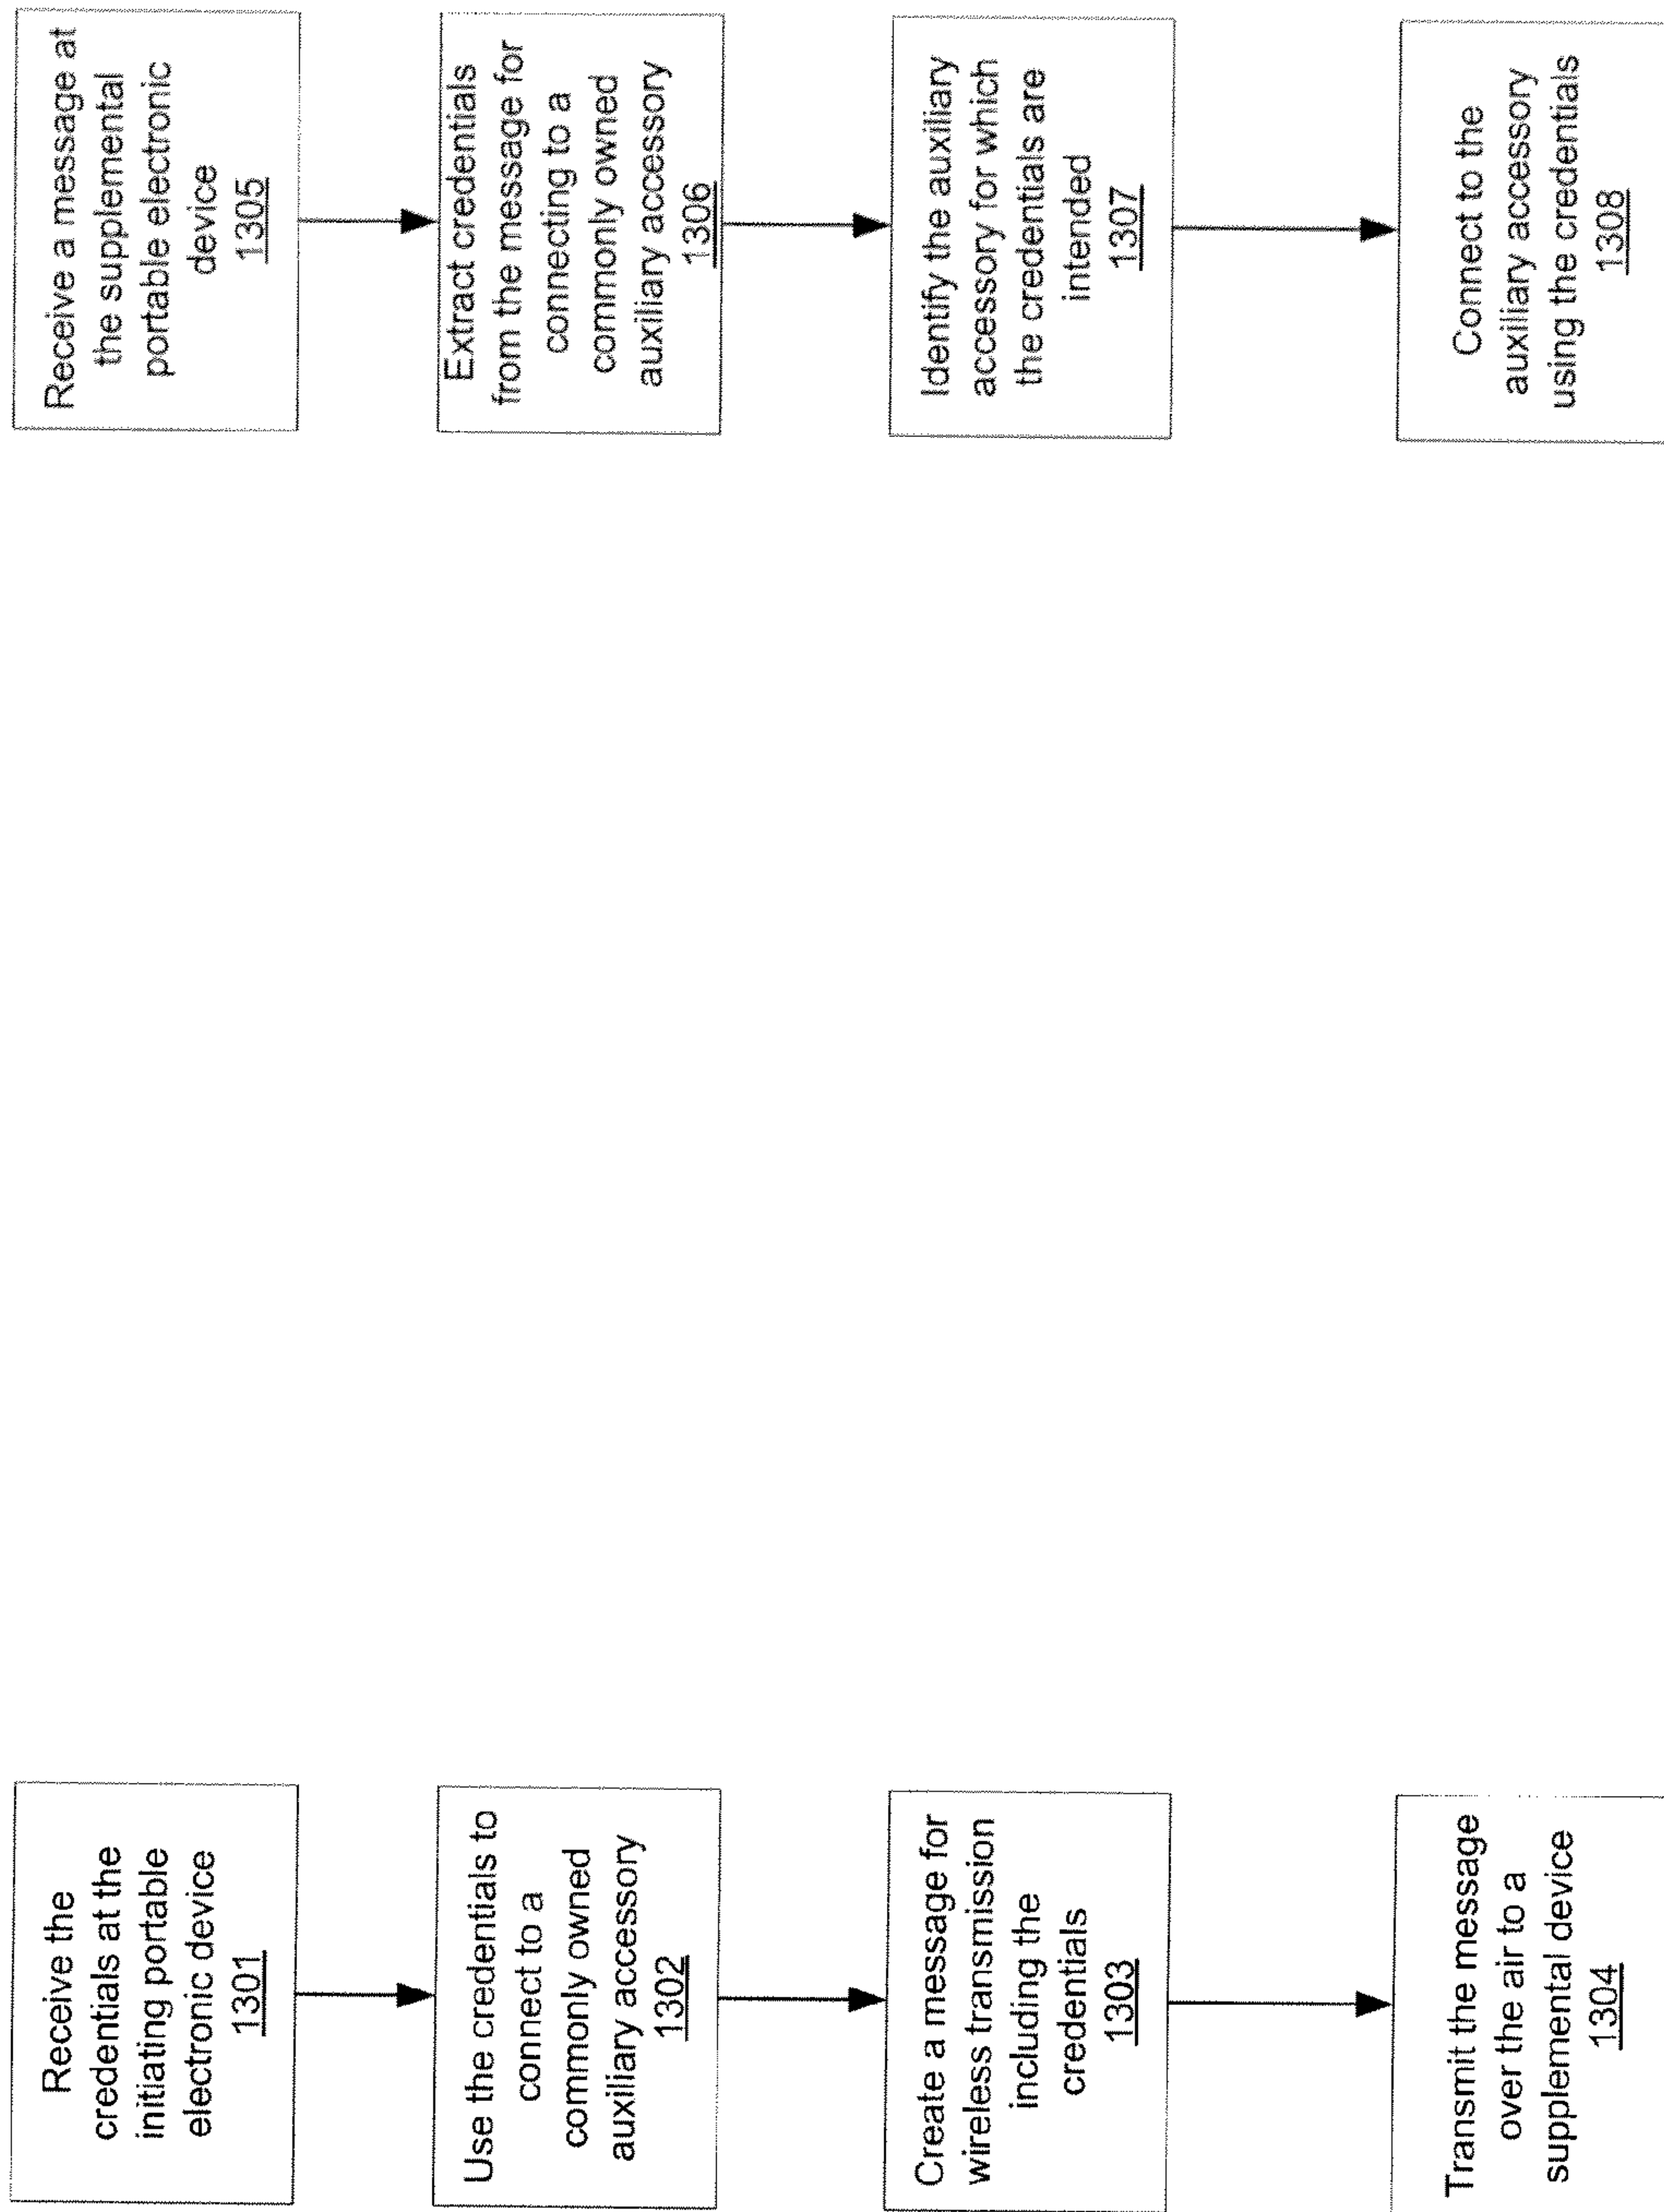 Receive the
credentials at the
initiating portable
electronic device
1301
Use the credentials to
connect to a
commonly owned
auxiliary accessory
1302
Create a message for
wireless transmission
including the
credentials
1303
Transmit the message
over the air to a
supplemental device
1304
Receive a message at
the supplemental
portable electronic
device
1305
Extract credentials
from the message for
connecting to a
commonly owned
auxiliary accessory
1306
Identify the auxiliary
accessory for which
the credentials are
intended
1307
Connect to the
auxiliary accessory
using the credentials
1308